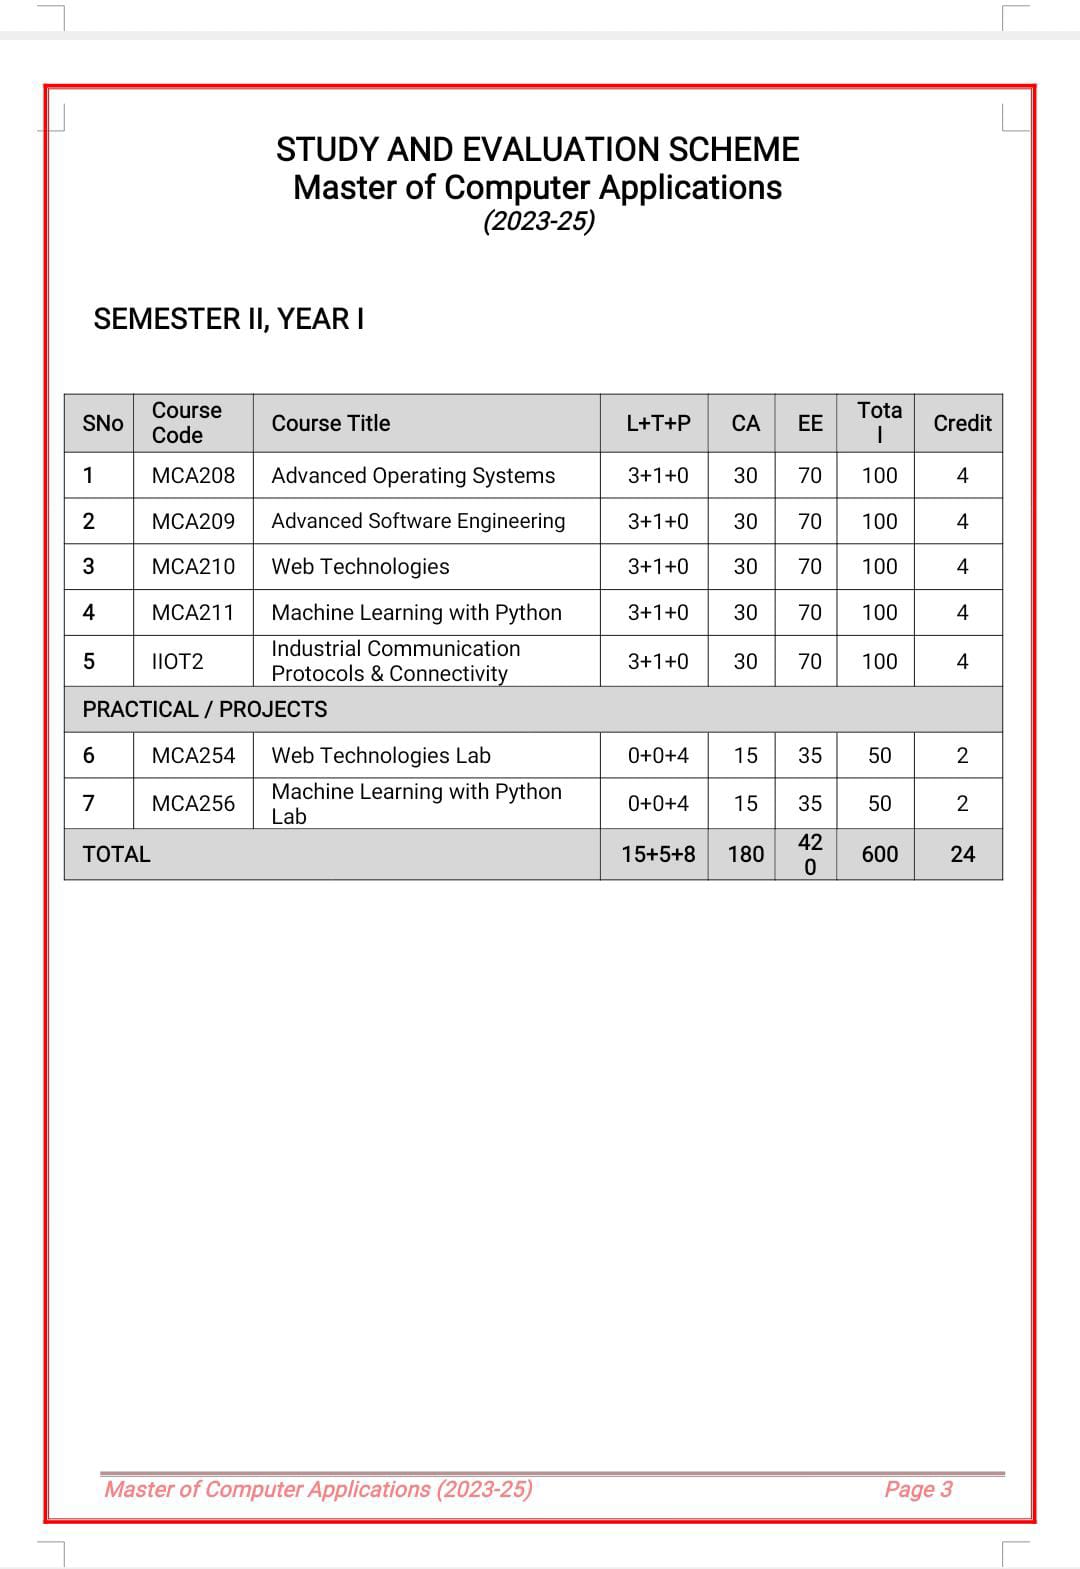 STUDY AND EVALUATION SCHEME
Master of Computer Applications
(2023-25)
SEMESTER II, YEAR I
SNo Course Code Course Title L+T+P CA EE Total Credit
1 MCA208 Advanced Operating Systems 3+1+0 30 70 100 4
2 MCA209 Advanced Software Engineering 3+1+0 30 70 100 4
3 MCA210 Web Technologies 3+1+0 30 70 100 4
4 MCA211 Machine Learning with Python 3+1+0 30 70 100 4
5 IIOT2 Industrial Communication Protocols & Connectivity 3+1+0 30 70 100 4
PRACTICAL / PROJECTS
6 MCA254 Web Technologies Lab 0+0+4 15 35 50 2
7 MCA256 Machine Learning with Python Lab 0+0+4 15 35 50 2
TOTAL 15+5+8 180 420 600 24
Master of Computer Applications (2023-25) Page 3